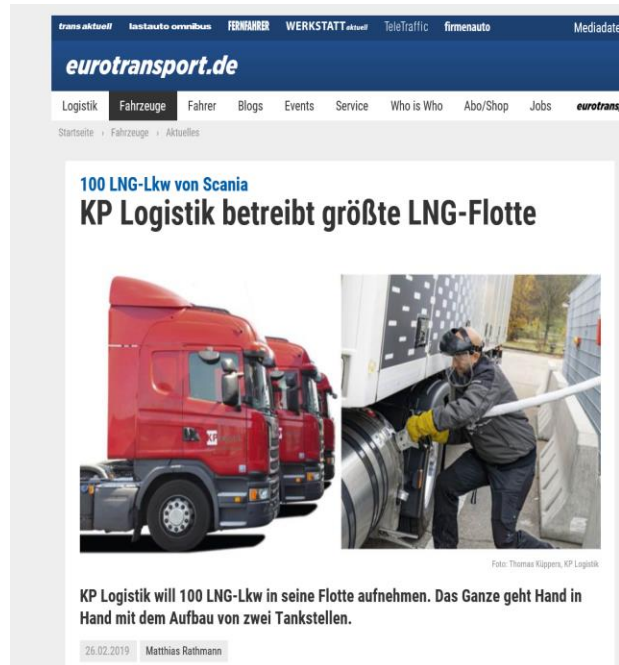 trans aktuell lastauto omnibus FERNFAHRER WERKSTATT aktuell TeleTraffic firmenauto Mediadate
eurotransport.de
Logistik Fahrzeuge Fahrer Blogs Events Service Who is Who Abo/Shop Jobs eurotrans
Startseite › Fahrzeuge › Aktuelles
100 LNG-Lkw von Scania
KP Logistik betreibt größte LNG-Flotte
KP
Foto: Thomas Küppers, KP Logistik
KP Logistik will 100 LNG-Lkw in seine Flotte aufnehmen. Das Ganze geht Hand in
Hand mit dem Aufbau von zwei Tankstellen.
26.02.2019 Matthias Rathmann